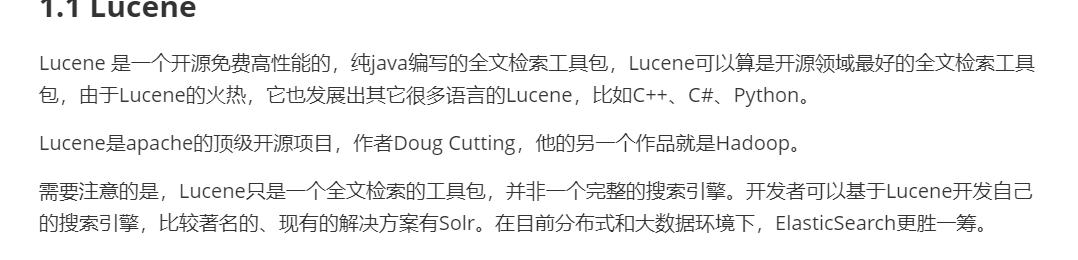 1.1 Lucene
Lucene 是一个开源免费高性能的，纯java编写的全文检索工具包，Lucene可以算是开源领域最好的全文检索工具
包，由于Lucene的火热，它也发展出其它很多语言的Lucene，比如C++、C#、Python。
Lucene是apache的顶级开源项目，作者Doug Cutting，他的另一个作品就是Hadoop。
需要注意的是，Lucene只是一个全文检索的工具包，并非一个完整的搜索引擎。开发者可以基于Lucene开发自己
的搜索引擎，比较著名的、现有的解决方案有Solr。在目前分布式和大数据环境下，ElasticSearch更胜一筹。